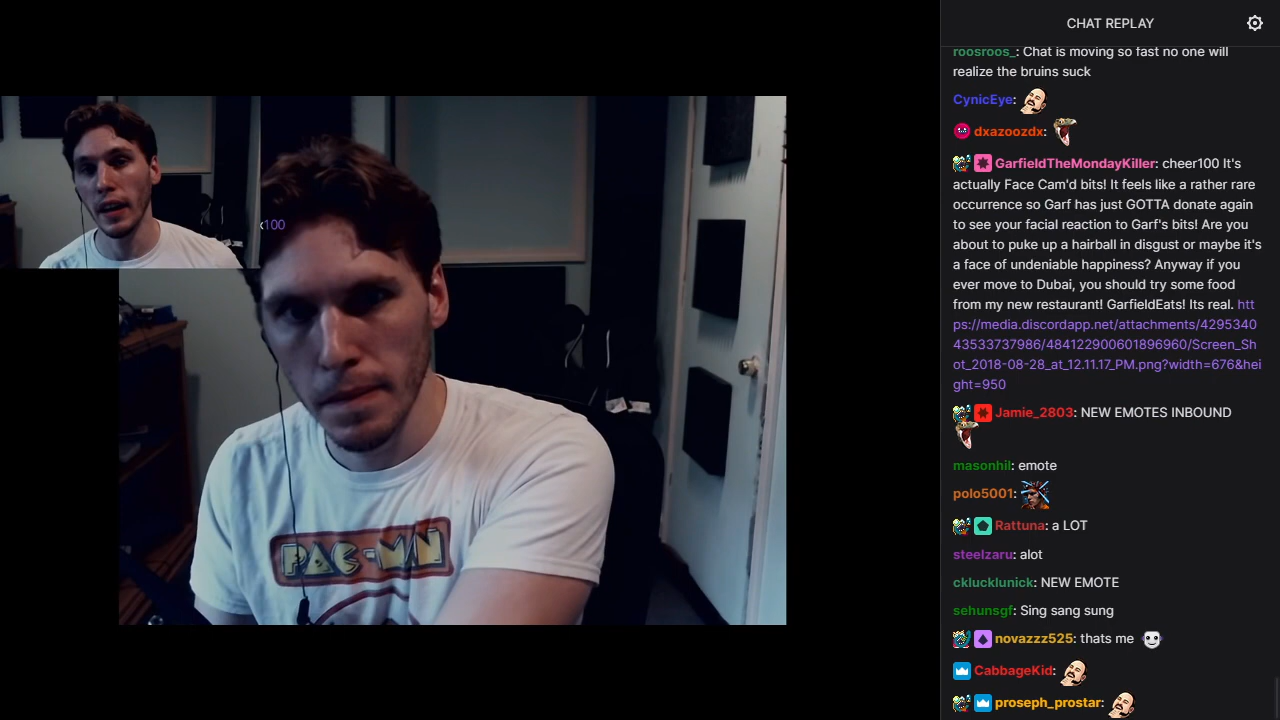 CHAT REPLAY
roosroos_: Chat is moving so fast no one will
realize the bruins suck
CynicEye:
dxazoozdx:
GarfieldTheMondayKiller: cheer100 It's
actually Face Cam'd bits! It feels like a rather rare
occurrence so Garf has just GOTTA donate again
to see your facial reaction to Garf's bits! Are you
about to puke up a hairball in disgust or maybe it's
a face of undeniable happiness? Anyway if you
ever move to Dubai, you should try some food
from my new restaurant! GarfieldEats! Its real. htt
ps://media.discordapp.net/attachments/4295340
43533737986/484122900601896960/Screen_Sh
ot_2018-08-28_at_12.11.17_PM.png?width=676&hei
ght=950
Jamie_2803: NEW EMOTES INBOUND
masonhil: emote
polo5001:
Rattuna: a LOT
steelzaru: alot
cklucklunick: NEW EMOTE
sehunsgf: Sing sang sung
novazzz525: thats me
CabbageKid:
proseph_prostar:
x100
PAC-MAN